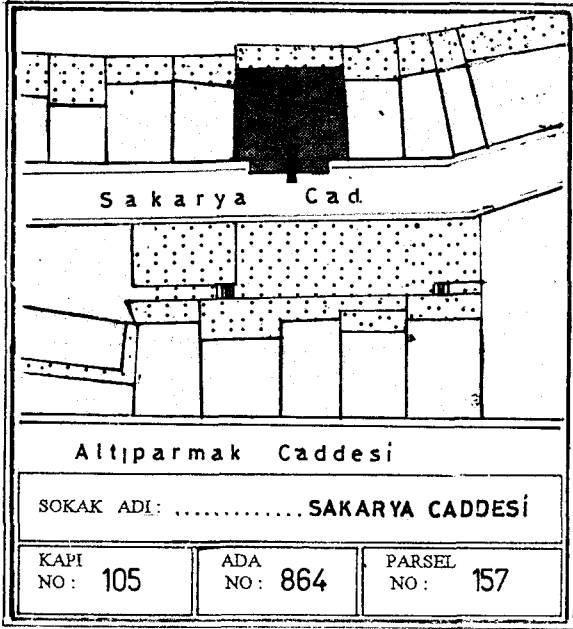 Sakarya Cad.
Altıparmak Caddesi
SOKAK ADI: ............ SAKARYA CADDESİ
KAPI NO: 105
ADA NO: 864
PARSEL NO: 157